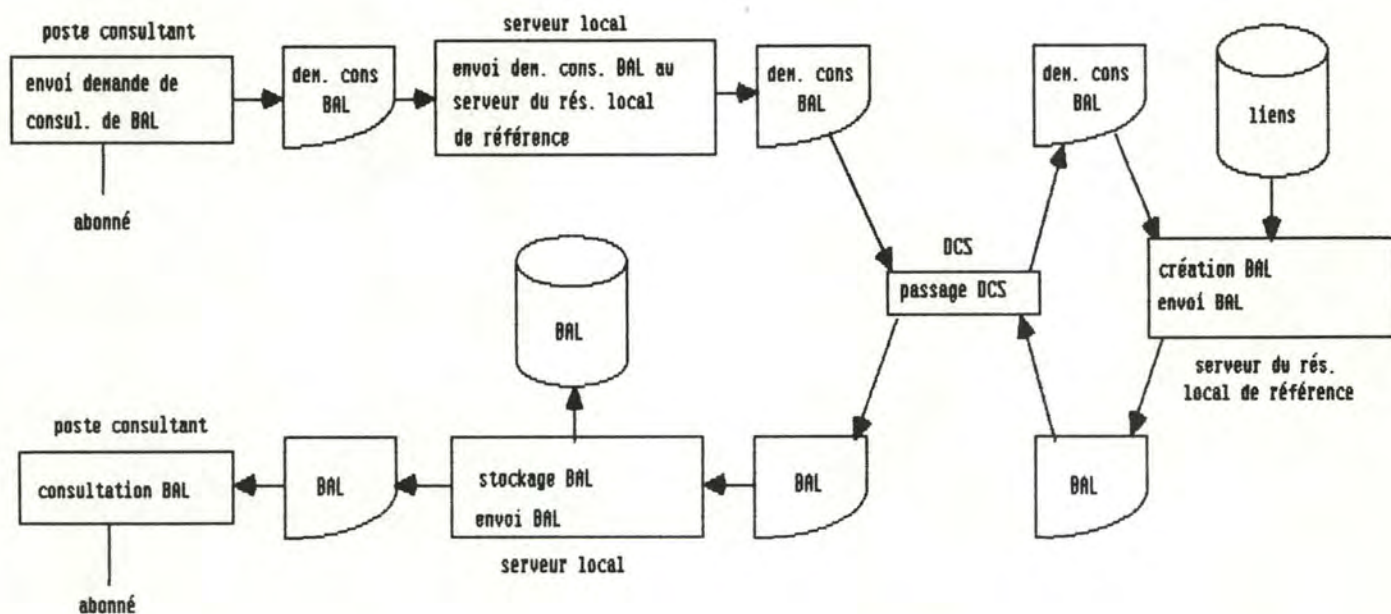 poste consultant
envoi demande de
consul. de BAL
abonné
dem. cons
BAL
serveur local
envoi dem. cons. BAL au
serveur du rés. local
de référence
dem. cons
BAL
dem. cons
BAL
liens
DCS
passage DCS
création BAL
envoi BAL
serveur du rés.
local de référence
BAL
BAL
stockage BAL
envoi BAL
serveur local
BAL
BAL
poste consultant
consultation BAL
abonné